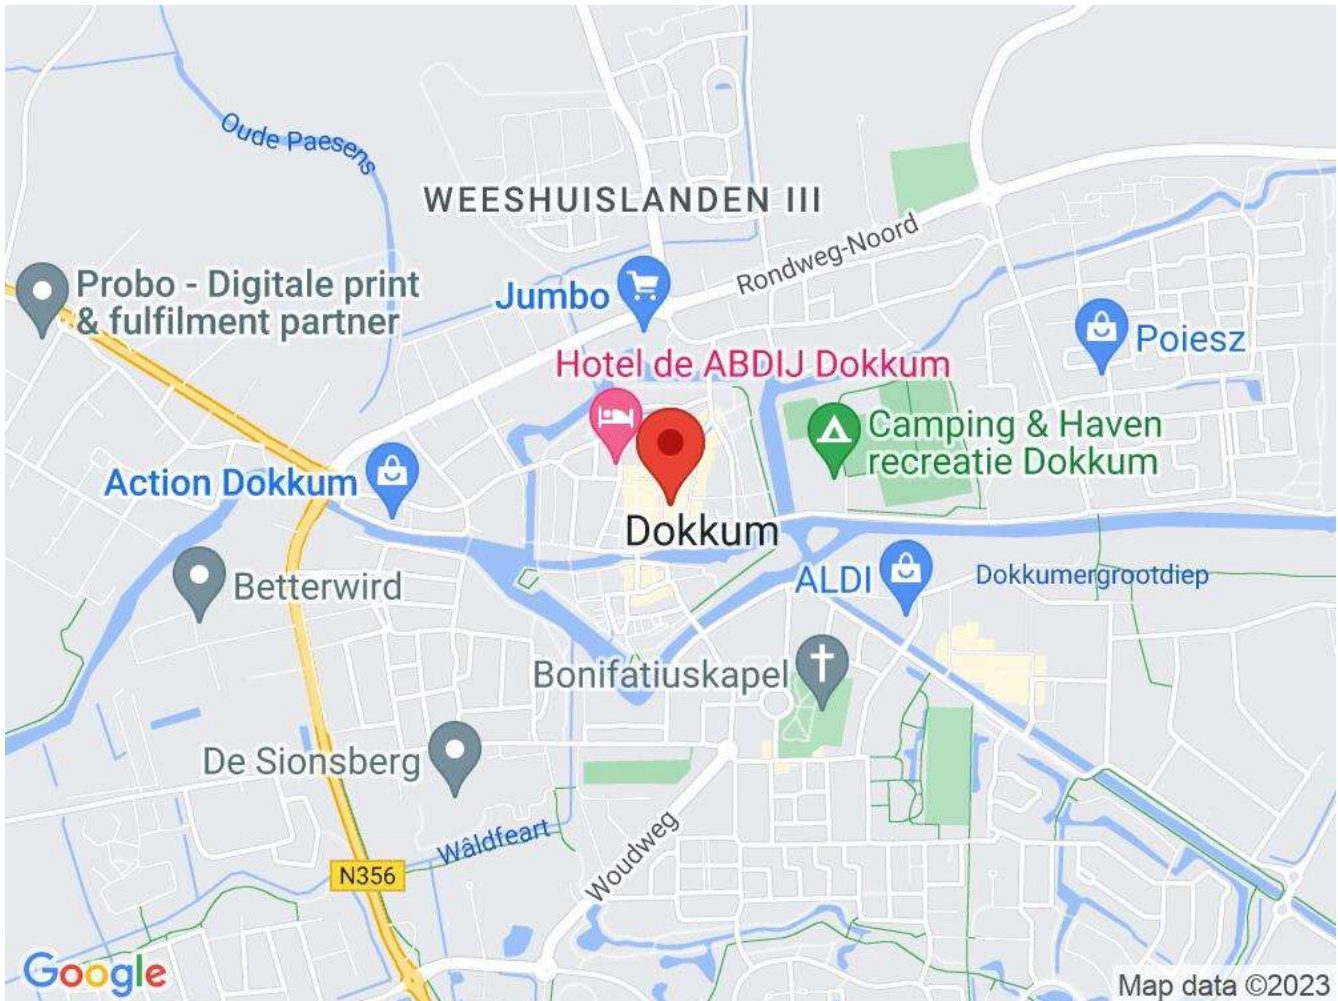 Oude Paesens
WEESHUISLANDEN III
Rondweg-Noord
Probo - Digitale print
& fulfilment partner
Jumbo
Poiesz
Hotel de ABDIJ Dokkum
Camping & Haven
recreatie Dokkum
Action Dokkum
Dokkum
Betterwird
ALDI
Dokkumergrootdiep
Bonifatiuskapel
De Sionsberg
Wâldfeart
Woudweg
N356
Google
Map data ©2023